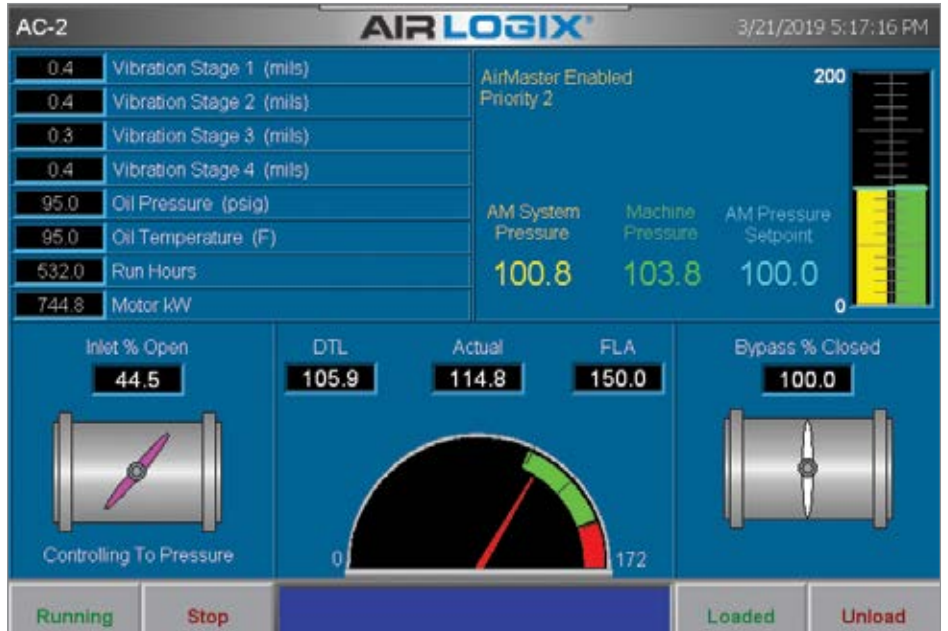 AC-2
AIRLOGIX
3/21/2019 5:17:16 PM
0.4 Vibration Stage 1 (mils)
0.4 Vibration Stage 2 (mils)
0.3 Vibration Stage 3 (mils)
0.4 Vibration Stage 4 (mils)
95.0 Oil Pressure (psig)
95.0 Oil Temperature (F)
532.0 Run Hours
744.8 Motor kW
AirMaster Enabled
Priority 2
AM System Pressure
100.8
Machine Pressure
103.8
AM Pressure Setpoint
100.0
200
0
Inlet % Open
44.5
Controlling To Pressure
DTL
105.9
Actual
114.8
FLA
150.0
0
172
Bypass % Closed
100.0
Running
Stop
Loaded
Unload